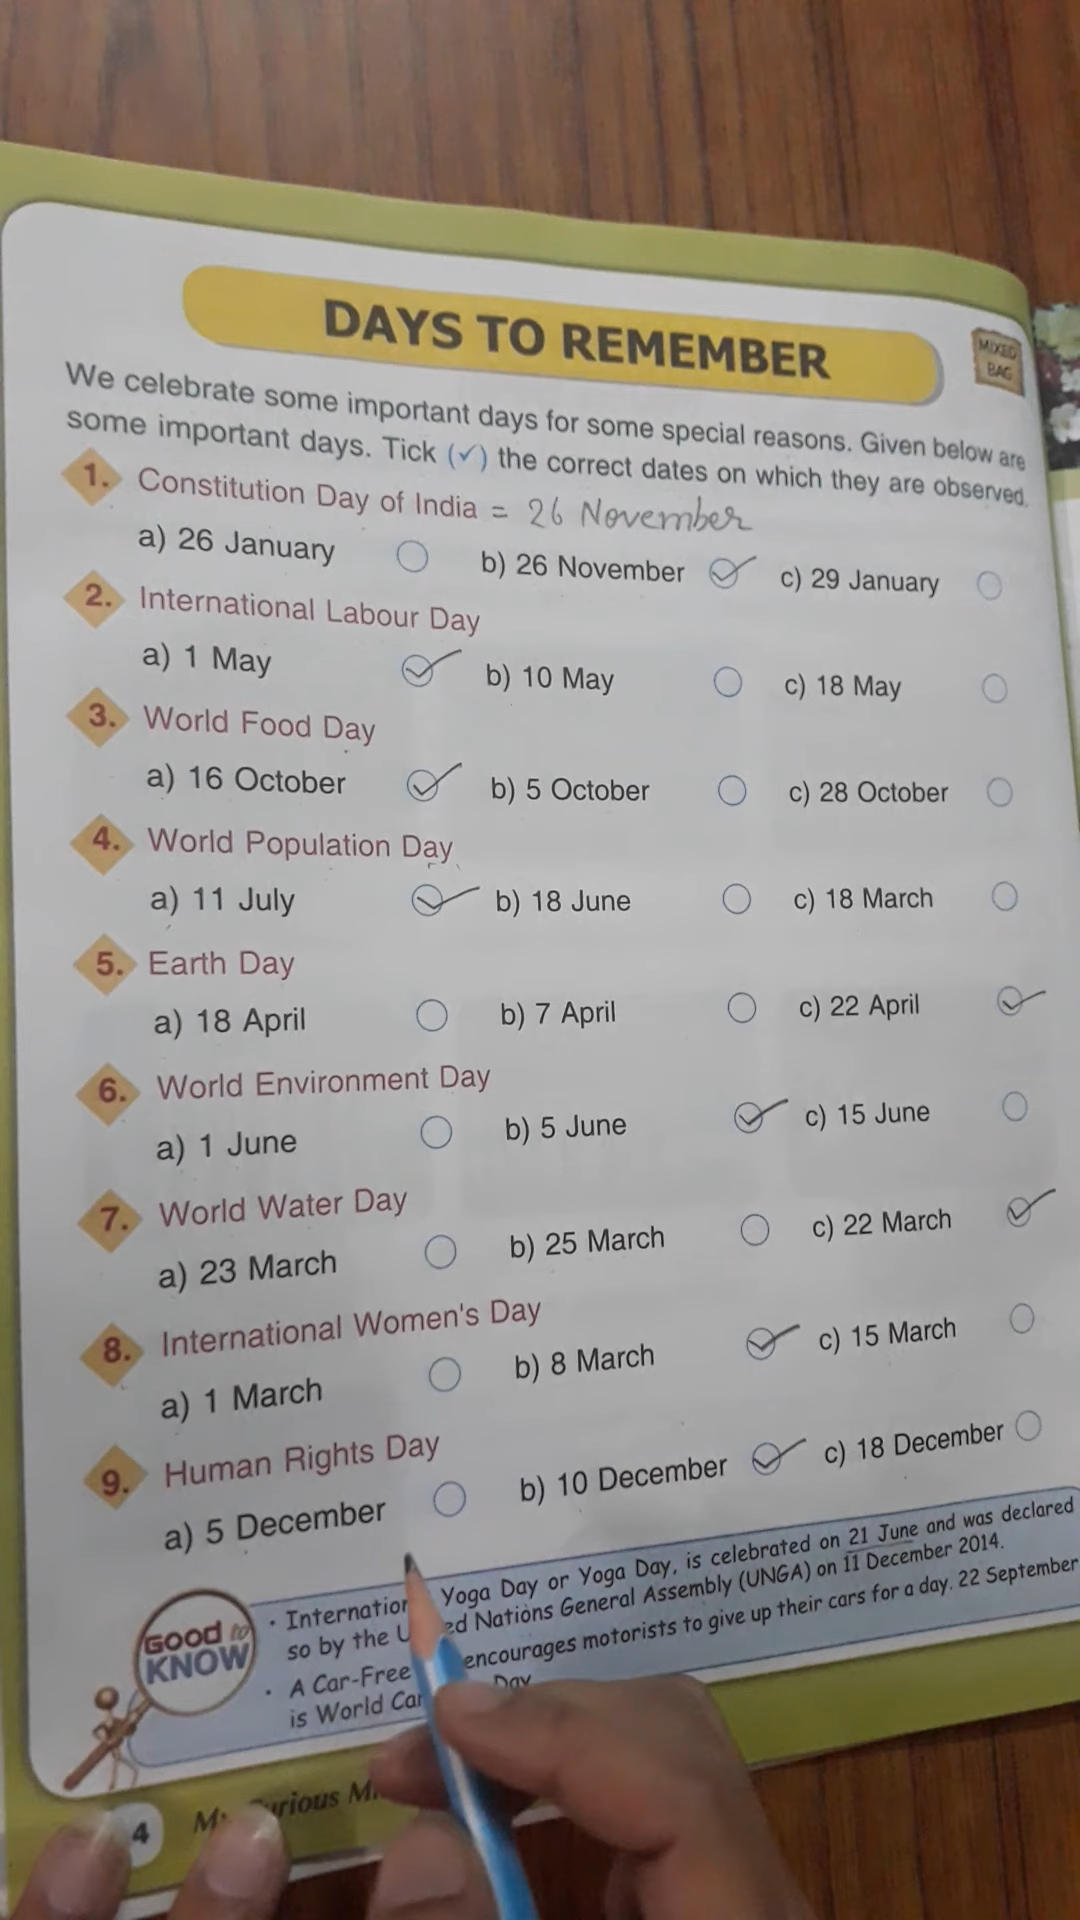 DAYS TO REMEMBER
MIXED
BAG
We celebrate some important days for some special reasons. Given below are
some important days. Tick (✓) the correct dates on which they are observed.
1. Constitution Day of India = 26 November
a) 26 January b) 26 November ✓ c) 29 January
2. International Labour Day
a) 1 May ✓ b) 10 May c) 18 May
3. World Food Day
a) 16 October ✓ b) 5 October c) 28 October
4. World Population Day
a) 11 July ✓ b) 18 June c) 18 March
5. Earth Day
a) 18 April b) 7 April c) 22 April ✓
6. World Environment Day
a) 1 June b) 5 June ✓ c) 15 June
7. World Water Day
a) 23 March b) 25 March c) 22 March ✓
8. International Women's Day
a) 1 March b) 8 March ✓ c) 15 March
9. Human Rights Day
a) 5 December b) 10 December ✓ c) 18 December
GOOD to
KNOW
• Internation Yoga Day or Yoga Day, is celebrated on 21 June and was declared
so by the U ed Nations General Assembly (UNGA) on 11 December 2014.
• A Car-Free encourages motorists to give up their cars for a day. 22 September
is World Car Day
4